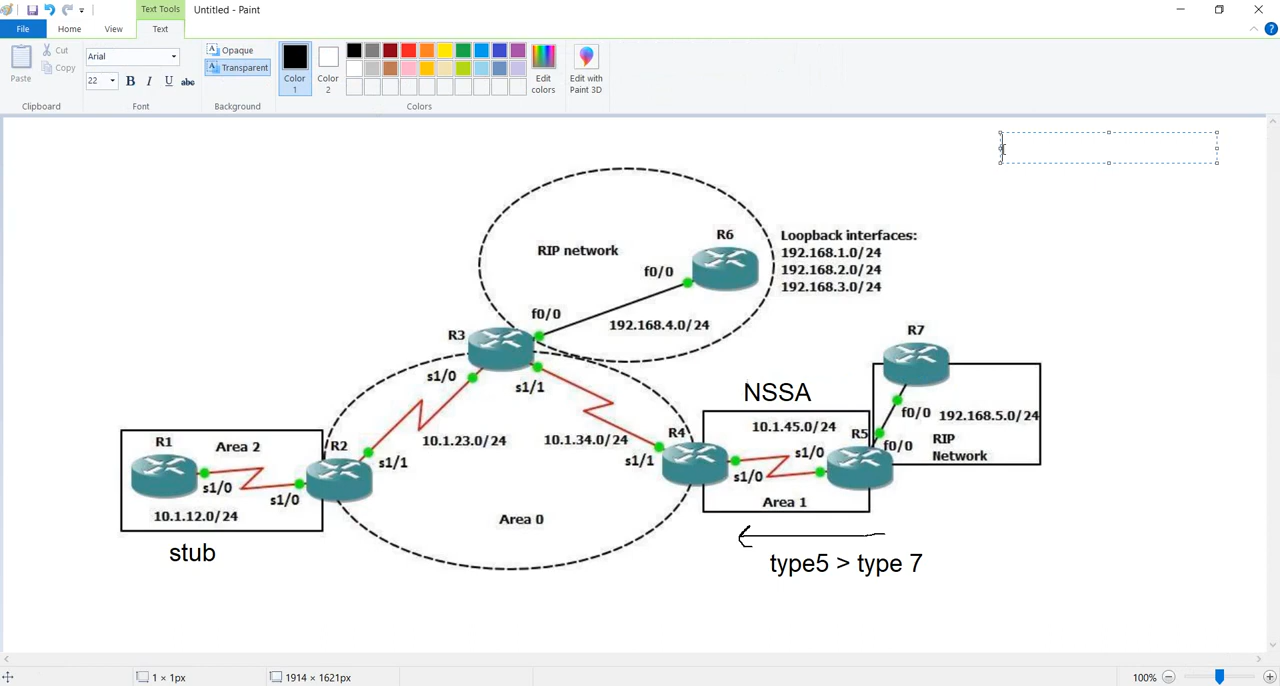 Text Tools
Untitled - Paint
File
Home
View
Text
Paste
Cut
Copy
Clipboard
Arial
22
B I U abc
Font
Opaque
Transparent
Background
Color 1
Color 2
Edit colors
Edit with Paint 3D
Colors
R6
RIP network
Loopback interfaces:
192.168.1.0/24
192.168.2.0/24
192.168.3.0/24
f0/0
f0/0
192.168.4.0/24
R3
R7
s1/0
s1/1
NSSA
f0/0
192.168.5.0/24
10.1.45.0/24
R1
Area 2
R2
10.1.23.0/24
10.1.34.0/24
R4
R5
f0/0
RIP
Network
s1/1
s1/1
s1/0
s1/0
s1/0
s1/0
10.1.12.0/24
Area 0
Area 1
stub
type5 > type 7
1 × 1px
1914 × 1621px
100%